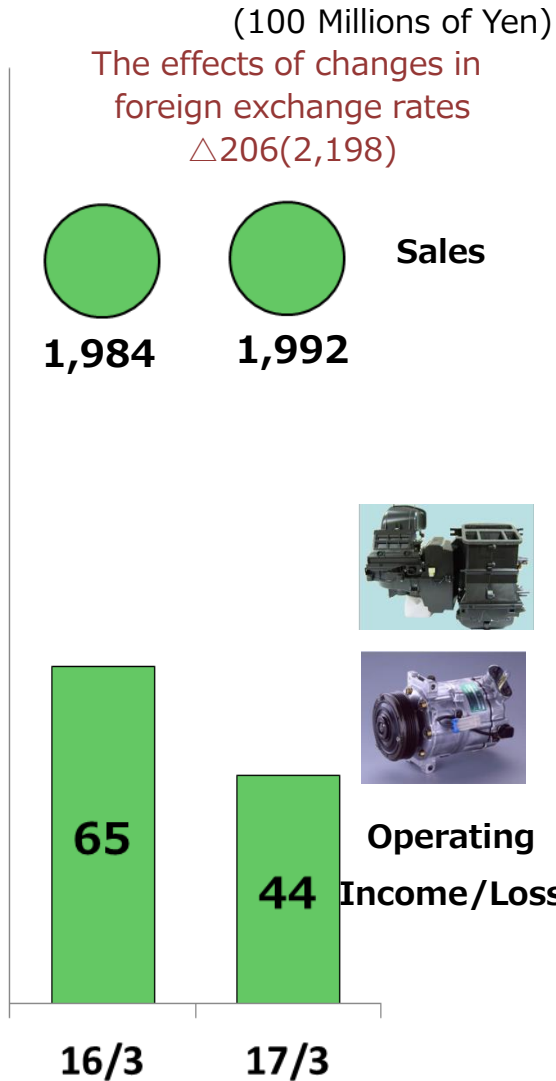 (100 Millions of Yen)
The effects of changes in
foreign exchange rates
△206(2,198)
Sales
1,984
1,992
65
Operating
44
Income/Loss
16/3
17/3